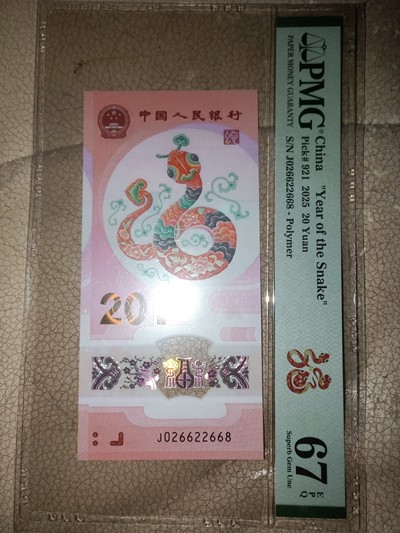 中国人民银行
20
J026622668
PMG®
PAPER MONEY GUARANTY
China "Year of the Snake"
Pick# 921 2025 20 Yuan
S/N J026622668 - Polymer
67 EPQ
Superb Gem Unc